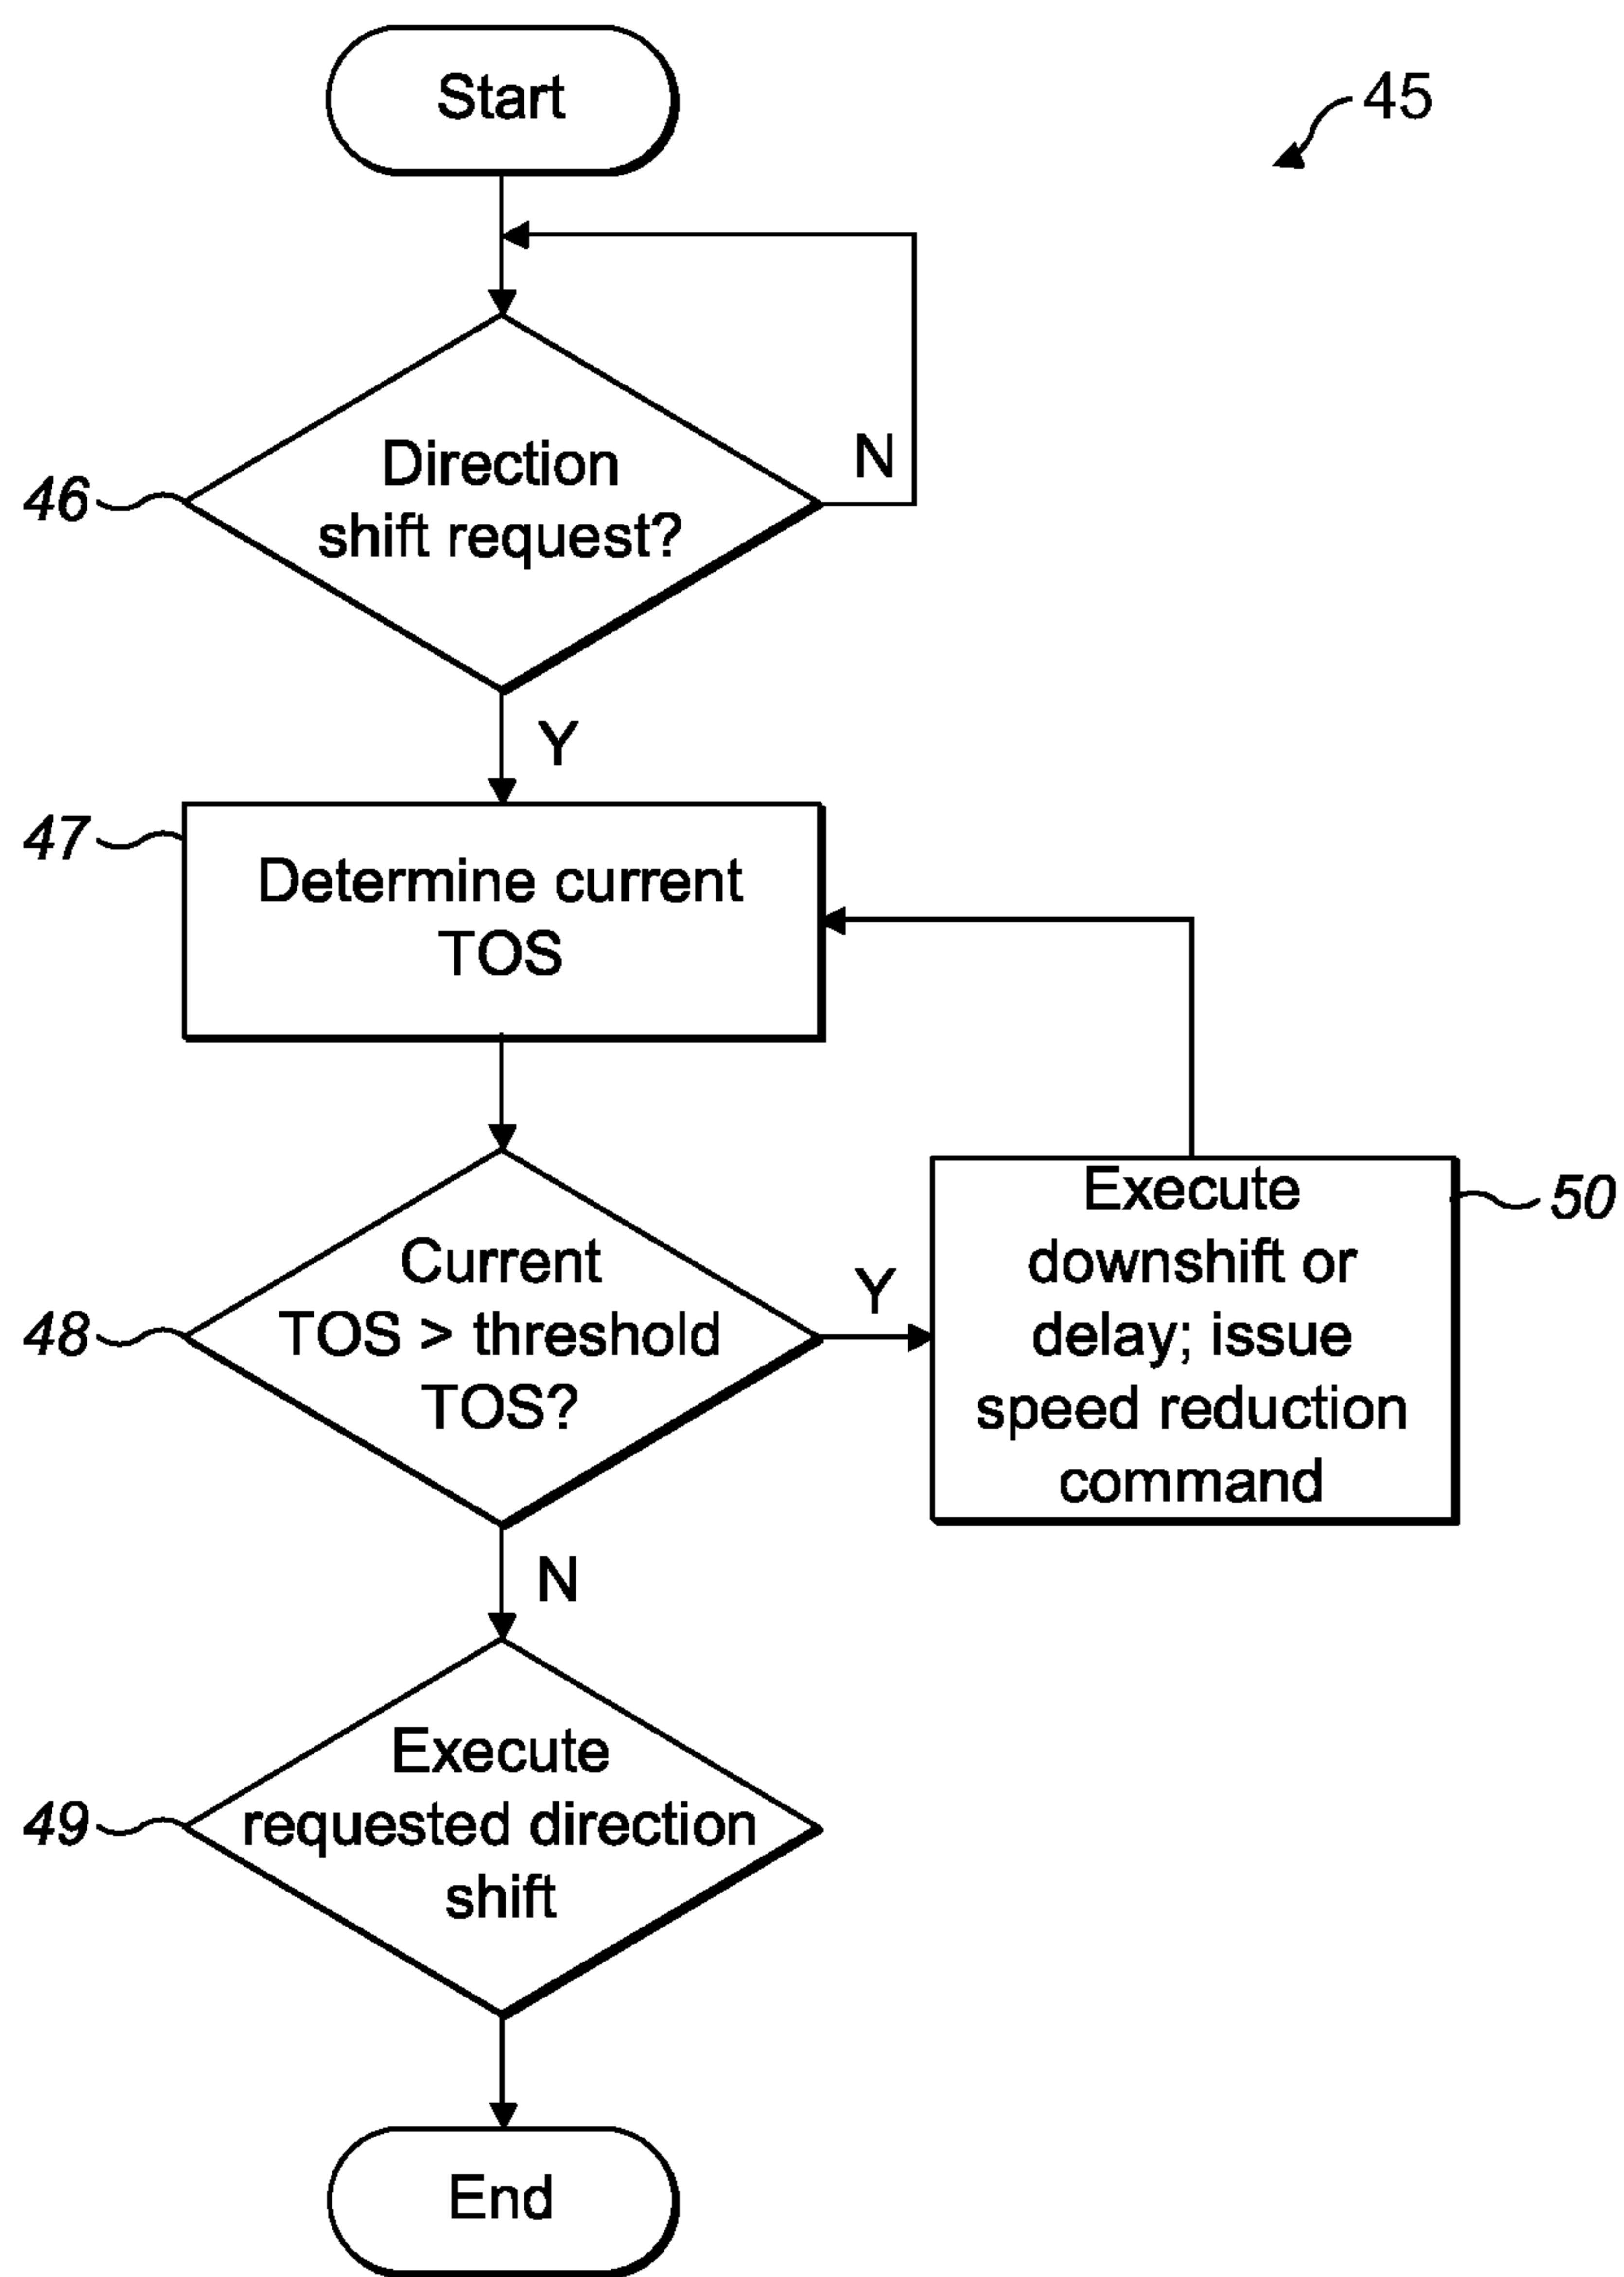 Start
45
Direction
shift request?
N
46
Y
47
Determine current
TOS
Current
TOS > threshold
TOS?
48
Y
Execute
downshift or
delay; issue
speed reduction
command
50
N
Execute
requested direction
shift
49
End